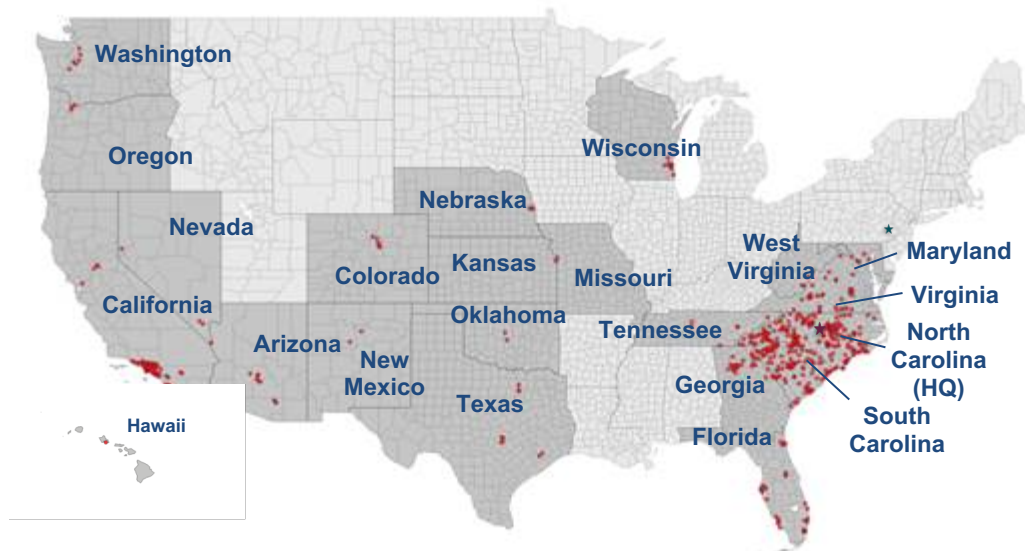 Washington
Oregon
Nevada
California
Hawaii
Arizona
New
Mexico
Colorado
Nebraska
Kansas
Oklahoma
Texas
Missouri
Wisconsin
Tennessee
West
Virginia
Maryland
Virginia
North
Carolina
(HQ)
South
Carolina
Georgia
Florida